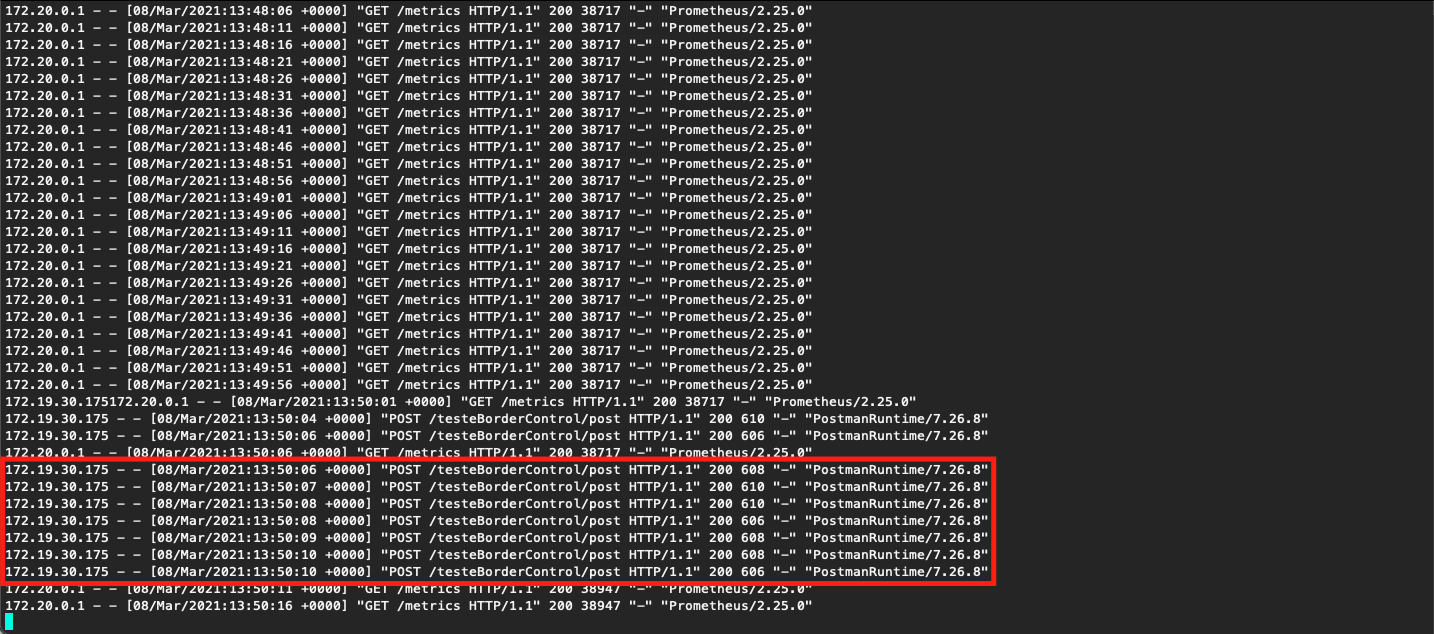 172.20.0.1 - - [08/Mar/2021:13:48:06 +0000] "GET /metrics HTTP/1.1" 200 38717 "-" "Prometheus/2.25.0"
172.20.0.1 - - [08/Mar/2021:13:48:11 +0000] "GET /metrics HTTP/1.1" 200 38717 "-" "Prometheus/2.25.0"
172.20.0.1 - - [08/Mar/2021:13:48:16 +0000] "GET /metrics HTTP/1.1" 200 38717 "-" "Prometheus/2.25.0"
172.20.0.1 - - [08/Mar/2021:13:48:21 +0000] "GET /metrics HTTP/1.1" 200 38717 "-" "Prometheus/2.25.0"
172.20.0.1 - - [08/Mar/2021:13:48:26 +0000] "GET /metrics HTTP/1.1" 200 38717 "-" "Prometheus/2.25.0"
172.20.0.1 - - [08/Mar/2021:13:48:31 +0000] "GET /metrics HTTP/1.1" 200 38717 "-" "Prometheus/2.25.0"
172.20.0.1 - - [08/Mar/2021:13:48:36 +0000] "GET /metrics HTTP/1.1" 200 38717 "-" "Prometheus/2.25.0"
172.20.0.1 - - [08/Mar/2021:13:48:41 +0000] "GET /metrics HTTP/1.1" 200 38717 "-" "Prometheus/2.25.0"
172.20.0.1 - - [08/Mar/2021:13:48:46 +0000] "GET /metrics HTTP/1.1" 200 38717 "-" "Prometheus/2.25.0"
172.20.0.1 - - [08/Mar/2021:13:48:51 +0000] "GET /metrics HTTP/1.1" 200 38717 "-" "Prometheus/2.25.0"
172.20.0.1 - - [08/Mar/2021:13:48:56 +0000] "GET /metrics HTTP/1.1" 200 38717 "-" "Prometheus/2.25.0"
172.20.0.1 - - [08/Mar/2021:13:49:01 +0000] "GET /metrics HTTP/1.1" 200 38717 "-" "Prometheus/2.25.0"
172.20.0.1 - - [08/Mar/2021:13:49:06 +0000] "GET /metrics HTTP/1.1" 200 38717 "-" "Prometheus/2.25.0"
172.20.0.1 - - [08/Mar/2021:13:49:11 +0000] "GET /metrics HTTP/1.1" 200 38717 "-" "Prometheus/2.25.0"
172.20.0.1 - - [08/Mar/2021:13:49:16 +0000] "GET /metrics HTTP/1.1" 200 38717 "-" "Prometheus/2.25.0"
172.20.0.1 - - [08/Mar/2021:13:49:21 +0000] "GET /metrics HTTP/1.1" 200 38717 "-" "Prometheus/2.25.0"
172.20.0.1 - - [08/Mar/2021:13:49:26 +0000] "GET /metrics HTTP/1.1" 200 38717 "-" "Prometheus/2.25.0"
172.20.0.1 - - [08/Mar/2021:13:49:31 +0000] "GET /metrics HTTP/1.1" 200 38717 "-" "Prometheus/2.25.0"
172.20.0.1 - - [08/Mar/2021:13:49:36 +0000] "GET /metrics HTTP/1.1" 200 38717 "-" "Prometheus/2.25.0"
172.20.0.1 - - [08/Mar/2021:13:49:41 +0000] "GET /metrics HTTP/1.1" 200 38717 "-" "Prometheus/2.25.0"
172.20.0.1 - - [08/Mar/2021:13:49:46 +0000] "GET /metrics HTTP/1.1" 200 38717 "-" "Prometheus/2.25.0"
172.20.0.1 - - [08/Mar/2021:13:49:51 +0000] "GET /metrics HTTP/1.1" 200 38717 "-" "Prometheus/2.25.0"
172.20.0.1 - - [08/Mar/2021:13:49:56 +0000] "GET /metrics HTTP/1.1" 200 38717 "-" "Prometheus/2.25.0"
172.19.30.175172.20.0.1 - - [08/Mar/2021:13:50:01 +0000] "GET /metrics HTTP/1.1" 200 38717 "-" "Prometheus/2.25.0"
172.19.30.175 - - [08/Mar/2021:13:50:04 +0000] "POST /testeBorderControl/post HTTP/1.1" 200 610 "-" "PostmanRuntime/7.26.8"
172.19.30.175 - - [08/Mar/2021:13:50:06 +0000] "POST /testeBorderControl/post HTTP/1.1" 200 606 "-" "PostmanRuntime/7.26.8"
172.20.0.1 - - [08/Mar/2021:13:50:06 +0000] "GET /metrics HTTP/1.1" 200 38717 "-" "Prometheus/2.25.0"
172.19.30.175 - - [08/Mar/2021:13:50:06 +0000] "POST /testeBorderControl/post HTTP/1.1" 200 608 "-" "PostmanRuntime/7.26.8"
172.19.30.175 - - [08/Mar/2021:13:50:07 +0000] "POST /testeBorderControl/post HTTP/1.1" 200 610 "-" "PostmanRuntime/7.26.8"
172.19.30.175 - - [08/Mar/2021:13:50:08 +0000] "POST /testeBorderControl/post HTTP/1.1" 200 610 "-" "PostmanRuntime/7.26.8"
172.19.30.175 - - [08/Mar/2021:13:50:08 +0000] "POST /testeBorderControl/post HTTP/1.1" 200 606 "-" "PostmanRuntime/7.26.8"
172.19.30.175 - - [08/Mar/2021:13:50:09 +0000] "POST /testeBorderControl/post HTTP/1.1" 200 608 "-" "PostmanRuntime/7.26.8"
172.19.30.175 - - [08/Mar/2021:13:50:10 +0000] "POST /testeBorderControl/post HTTP/1.1" 200 608 "-" "PostmanRuntime/7.26.8"
172.19.30.175 - - [08/Mar/2021:13:50:10 +0000] "POST /testeBorderControl/post HTTP/1.1" 200 606 "-" "PostmanRuntime/7.26.8"
172.20.0.1 - - [08/Mar/2021:13:50:11 +0000] "GET /metrics HTTP/1.1" 200 38947 "-" "Prometheus/2.25.0"
172.20.0.1 - - [08/Mar/2021:13:50:16 +0000] "GET /metrics HTTP/1.1" 200 38947 "-" "Prometheus/2.25.0"